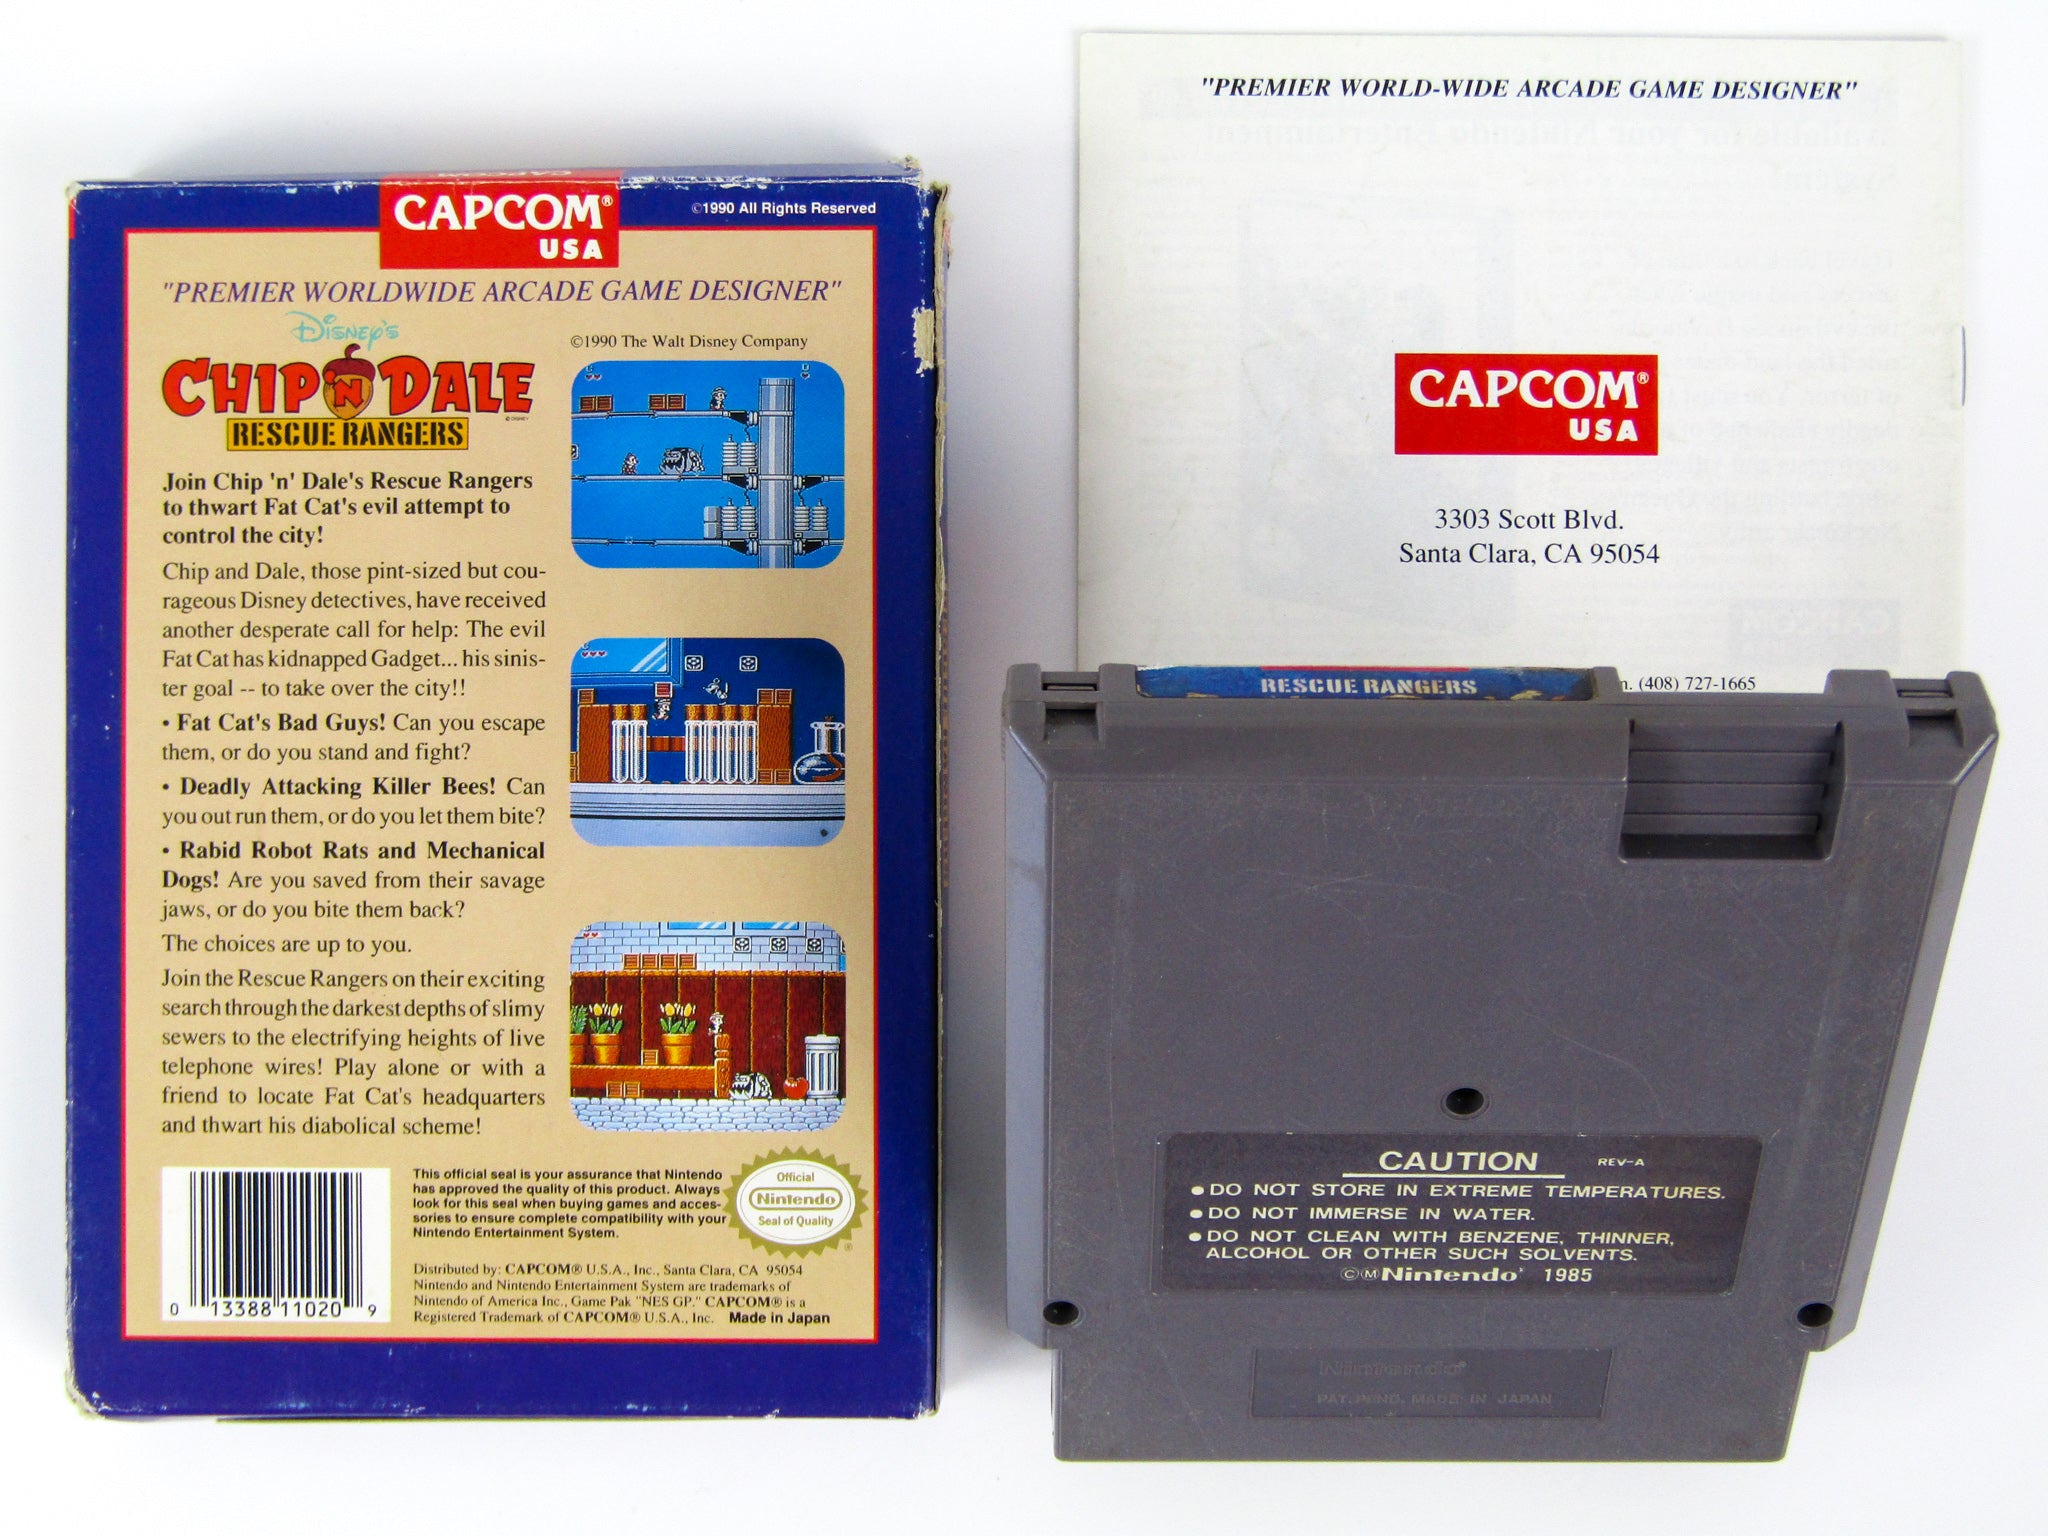 CAPCOM®
USA
©1990 All Rights Reserved
"PREMIER WORLDWIDE ARCADE GAME DESIGNER"
Disney's
©1990 The Walt Disney Company
CHIP 'N DALE
© DISNEY
RESCUE RANGERS
Join Chip 'n' Dale's Rescue Rangers
to thwart Fat Cat's evil attempt to
control the city!
Chip and Dale, those pint-sized but cou-
rageous Disney detectives, have received
another desperate call for help: The evil
Fat Cat has kidnapped Gadget... his sinis-
ter goal -- to take over the city!!
• Fat Cat's Bad Guys! Can you escape
them, or do you stand and fight?
• Deadly Attacking Killer Bees! Can
you out run them, or do you let them bite?
• Rabid Robot Rats and Mechanical
Dogs! Are you saved from their savage
jaws, or do you bite them back?
The choices are up to you.
Join the Rescue Rangers on their exciting
search through the darkest depths of slimy
sewers to the electrifying heights of live
telephone wires! Play alone or with a
friend to locate Fat Cat's headquarters
and thwart his diabolical scheme!
0 13388 11020 9
This official seal is your assurance that Nintendo
has approved the quality of this product. Always
look for this seal when buying games and acces-
sories to ensure complete compatibility with your
Nintendo Entertainment System.
Official
Nintendo
Seal of Quality
®
Distributed by: CAPCOM® U.S.A., Inc., Santa Clara, CA 95054
Nintendo and Nintendo Entertainment System are trademarks of
Nintendo of America Inc., Game Pak "NES GP." CAPCOM® is a
Registered Trademark of CAPCOM® U.S.A., Inc. Made in Japan
"PREMIER WORLD-WIDE ARCADE GAME DESIGNER"
CAPCOM®
USA
3303 Scott Blvd.
Santa Clara, CA 95054
(408) 727-1665
RESCUE RANGERS
CAUTION REV-A
●DO NOT STORE IN EXTREME TEMPERATURES.
●DO NOT IMMERSE IN WATER.
●DO NOT CLEAN WITH BENZENE, THINNER,
ALCOHOL OR OTHER SUCH SOLVENTS.
©ⓂNintendo® 1985
Nintendo®
PAT. PEND. MADE IN JAPAN